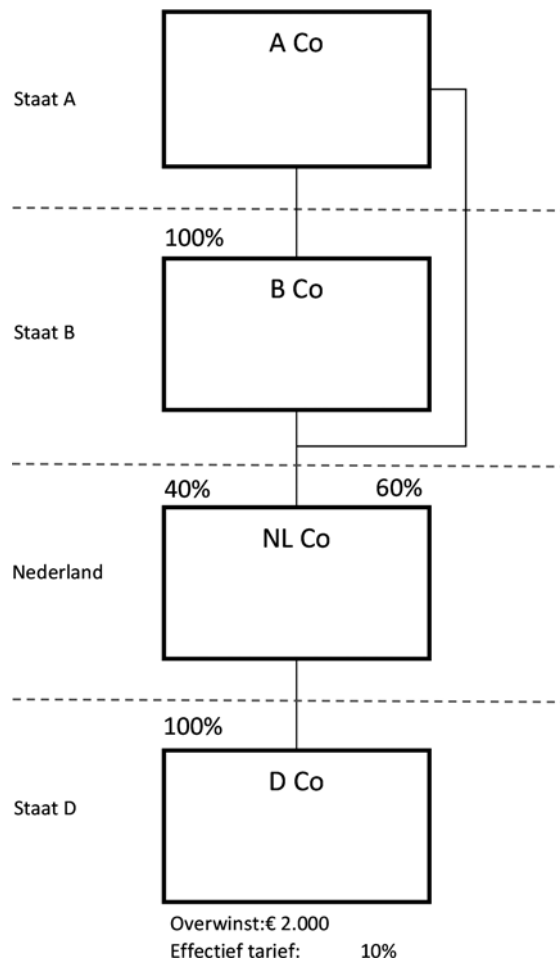 A Co
Staat A
100%
B Co
Staat B
40% 60%
NL Co
Nederland
100%
D Co
Staat D
Overwinst:€ 2.000
Effectief tarief: 10%